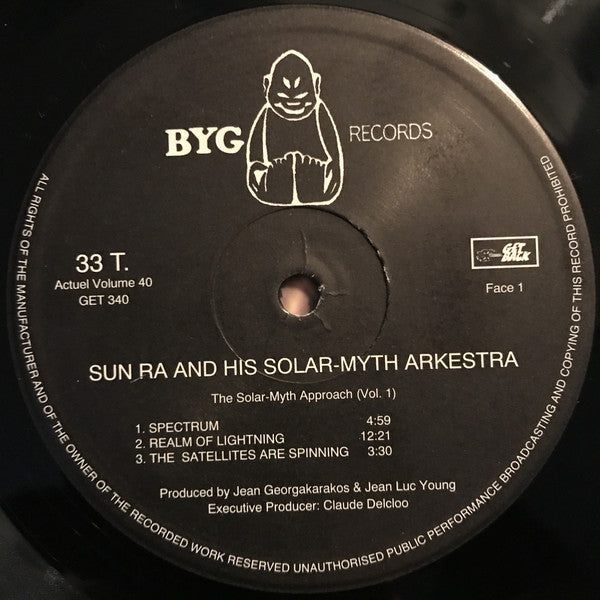 BYG RECORDS
33 T.
Actuel Volume 40
GET 340
GET BACK
Face 1
SUN RA AND HIS SOLAR-MYTH ARKESTRA
The Solar-Myth Approach (Vol. 1)
1. SPECTRUM 4:59
2. REALM OF LIGHTNING 12:21
3. THE SATELLITES ARE SPINNING 3:30
Produced by Jean Georgakarakos & Jean Luc Young
Executive Producer: Claude Delcloo
ALL RIGHTS OF THE MANUFACTURER AND OF THE OWNER OF THE RECORDED WORK RESERVED UNAUTHORISED PUBLIC PERFORMANCE BROADCASTING AND COPYING OF THIS RECORD PROHIBITED